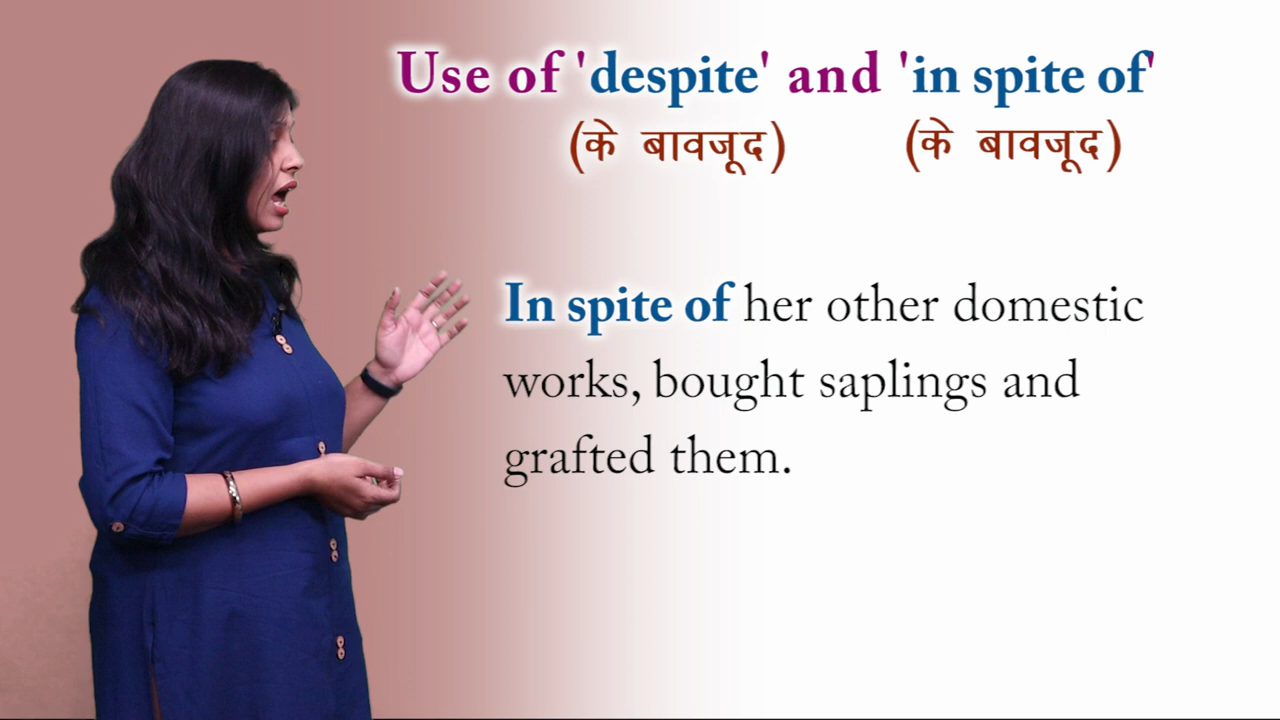 Use of 'despite' and 'in spite of'
(के बावजूद) (के बावजूद)
In spite of her other domestic
works, bought saplings and
grafted them.